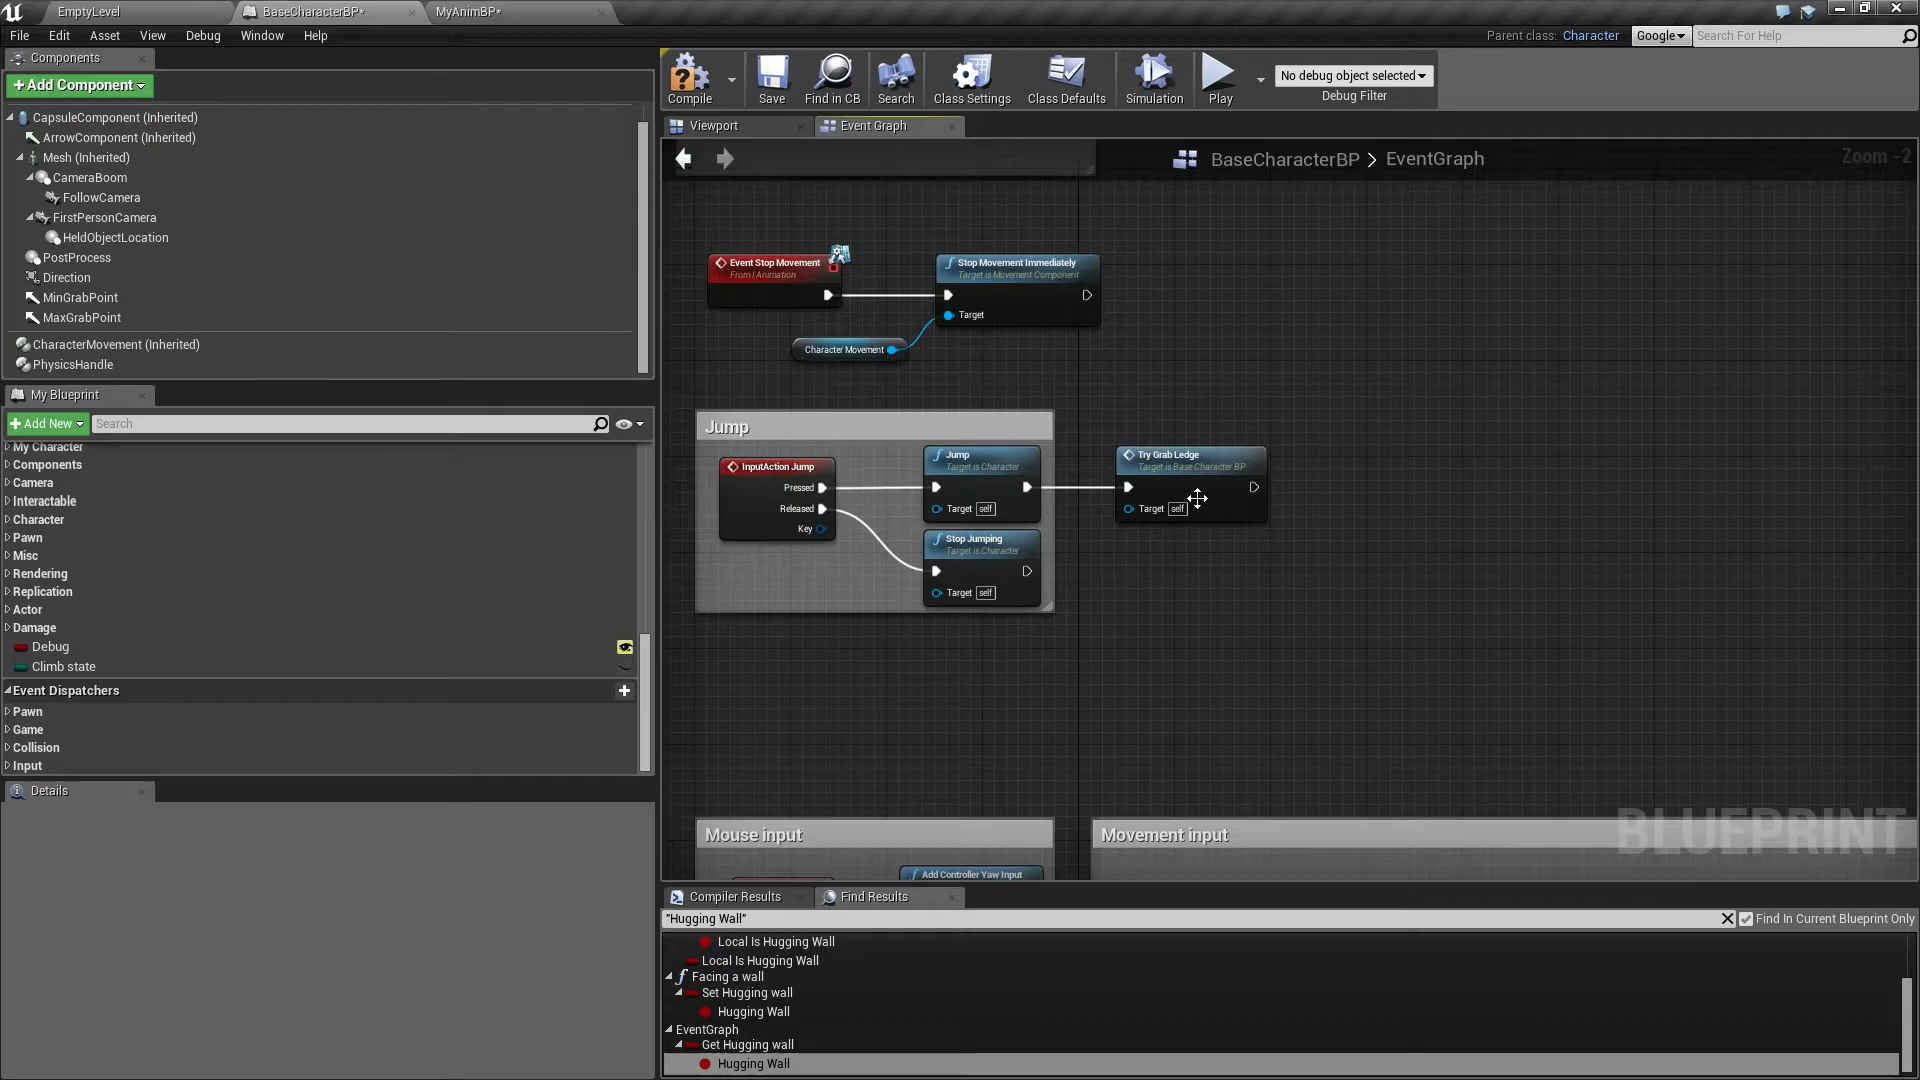 EmptyLevel
BaseCharacterBP*
MyAnimBP*
File Edit Asset View Debug Window Help
Parent class: Character
Google
Search For Help
Components
+Add Component
CapsuleComponent (Inherited)
ArrowComponent (Inherited)
Mesh (Inherited)
CameraBoom
FollowCamera
FirstPersonCamera
HeldObjectLocation
PostProcess
Direction
MinGrabPoint
MaxGrabPoint
CharacterMovement (Inherited)
PhysicsHandle
My Blueprint
+Add New
Search
My Character
Components
Camera
Interactable
Character
Pawn
Misc
Rendering
Replication
Actor
Damage
Debug
Climb state
Event Dispatchers
Pawn
Game
Collision
Input
Details
Compile
Save
Find in CB
Search
Class Settings
Class Defaults
Simulation
Play
No debug object selected
Debug Filter
Viewport
Event Graph
BaseCharacterBP > EventGraph
Zoom -2
Event Stop Movement
From I Animation
Stop Movement Immediately
Target is Movement Component
Target
Character Movement
Jump
InputAction Jump
Pressed
Released
Key
Jump
Target is Character
Target self
Stop Jumping
Target is Character
Target self
Try Grab Ledge
Target is Base Character BP
Target self
Mouse input
Movement input
Add Controller Yaw Input
BLUEPRINT
Compiler Results
Find Results
"Hugging Wall"
Find In Current Blueprint Only
Local Is Hugging Wall
Local Is Hugging Wall
Facing a wall
Set Hugging wall
Hugging Wall
EventGraph
Get Hugging wall
Hugging Wall